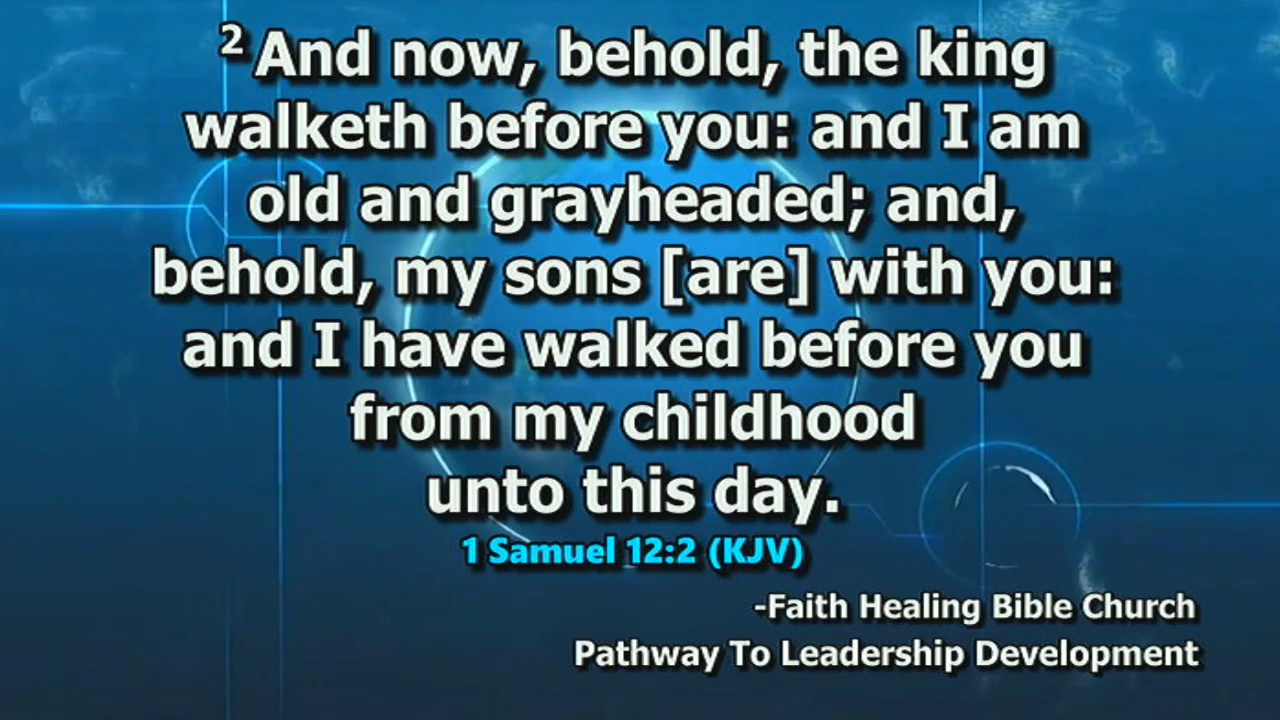 2 And now, behold, the king
walketh before you: and I am
old and grayheaded; and,
behold, my sons [are] with you:
and I have walked before you
from my childhood
unto this day.
1 Samuel 12:2 (KJV)
-Faith Healing Bible Church
Pathway To Leadership Development